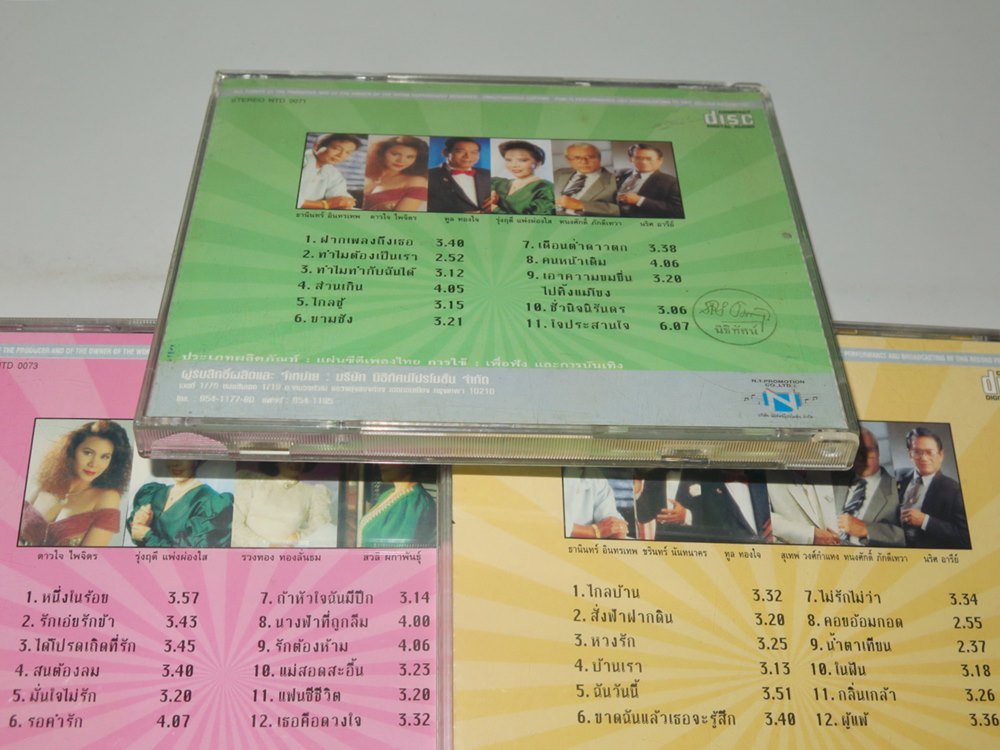 STEREO NTD 0071
COMPACT
disc
DIGITAL AUDIO
ธานินทร์ อินทรเทพ ดาวใจ ไพจิตร ทูล ทองใจ รุ่งฤดี แพ่งผ่องใส ทนงศักดิ์ ภักดีเทวา นริศ อารีย์
1. ฝากเพลงถึงเธอ 3.40
2. ทำไมต้องเป็นเรา 2.52
3. ทำไมทำกับฉันได้ 3.12
4. ส่วนเกิน 4.05
5. ไกลชู้ 3.15
6. ขามชัง 3.21
7. เดือนต่ำดาวตก 3.38
8. คนหน้าเดิม 4.06
9. เอาความขมขื่น 3.20
ไปทิ้งแม่โขง
10. ชั่วนิจนิรันดร 3.06
11. ใจประสานใจ 6.07
นิธิทัศน์
ประเภทผลิตภัณฑ์ : แผ่นซีดีเพลงไทย การใช้ : เพื่อฟัง และการบันเทิง
ผู้รับสิทธิ์ผลิตและจำหน่าย : บริษัท นิธิทัศน์โปรโมชั่น จำกัด
N.T.PROMOTION
CO.,LTD.
NTD 0073
ดาวใจ ไพจิตร รุ่งฤดี แพ่งผ่องใส รวงทอง ทองลั่นธม สวลี ผกาพันธุ์
1. หนึ่งในร้อย 3.57
2. รักเอ๋ยรักข้า 3.43
3. ได้โปรดเถิดที่รัก 3.45
4. สนต้องลม 3.40
5. มั่นใจไม่รัก 3.20
6. รอคำรัก 4.07
7. ถ้าหัวใจฉันมีปีก 3.14
8. นางฟ้าที่ถูกลืม 4.00
9. รักต้องห้าม 4.06
10. แม่สอดสะอื้น 3.23
11. แฟนซีชีวิต 3.20
12. เธอคือดวงใจ 3.32
PERFORMANCE AND BROADCASTING OF THIS RECORD
ธานินทร์ อินทรเทพ ชรินทร์ นันทนาคร ทูล ทองใจ สุเทพ วงศ์กำแหง ทนงศักดิ์ ภักดีเทวา นริศ อารีย์
1. ไกลบ้าน 3.32
2. สั่งฟ้าฝากดิน 3.20
3. หางรัก 3.25
4. บ้านเรา 3.13
5. ฉันวันนี้ 3.51
6. ขาดฉันแล้วเธอจะรู้สึก 3.40
7. ไม่รักไม่ว่า 3.34
8. คอยอ้อมกอด 2.55
9. น้ำตาเทียน 2.37
10. ในฝัน 3.18
11. กลิ่นเกล้า 3.26
12. ผู้แพ้ 3.36